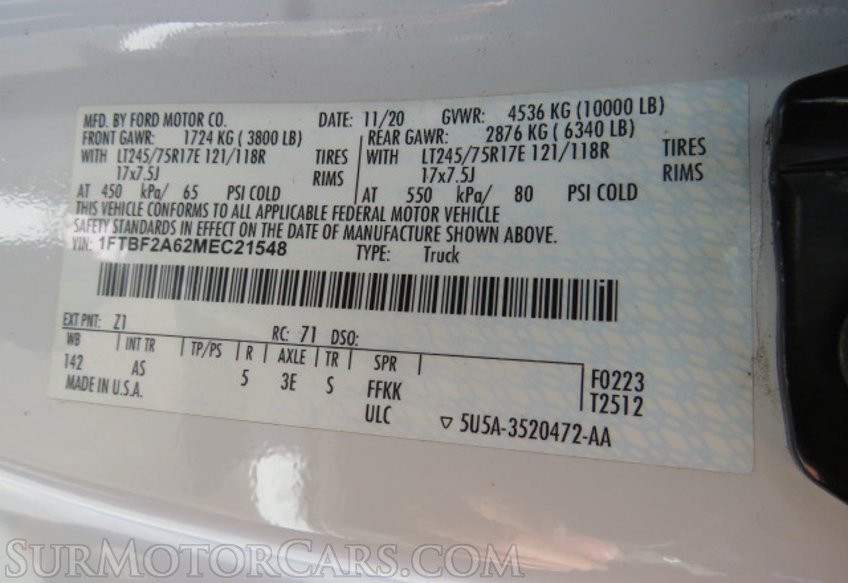 MFD. BY FORD MOTOR CO. DATE: 11/20 GVWR: 4536 KG (10000 LB)
FRONT GAWR: 1724 KG ( 3800 LB) REAR GAWR: 2876 KG ( 6340 LB)
WITH LT245/75R17E 121/118R TIRES WITH LT245/75R17E 121/118R TIRES
17x7.5J RIMS 17x7.5J RIMS
AT 450 kPa/ 65 PSI COLD AT 550 kPa/ 80 PSI COLD
THIS VEHICLE CONFORMS TO ALL APPLICABLE FEDERAL MOTOR VEHICLE
SAFETY STANDARDS IN EFFECT ON THE DATE OF MANUFACTURE SHOWN ABOVE.
VIN: 1FTBF2A62MEC21548 TYPE: Truck
EXT PNT: Z1 RC: 71 DSO:
WB INT TR TP/PS R AXLE TR SPR
142 AS 5 3E S FFKK F0223
MADE IN U.S.A. ULC T2512
5U5A-3520472-AA
SURMOTORCARS.COM